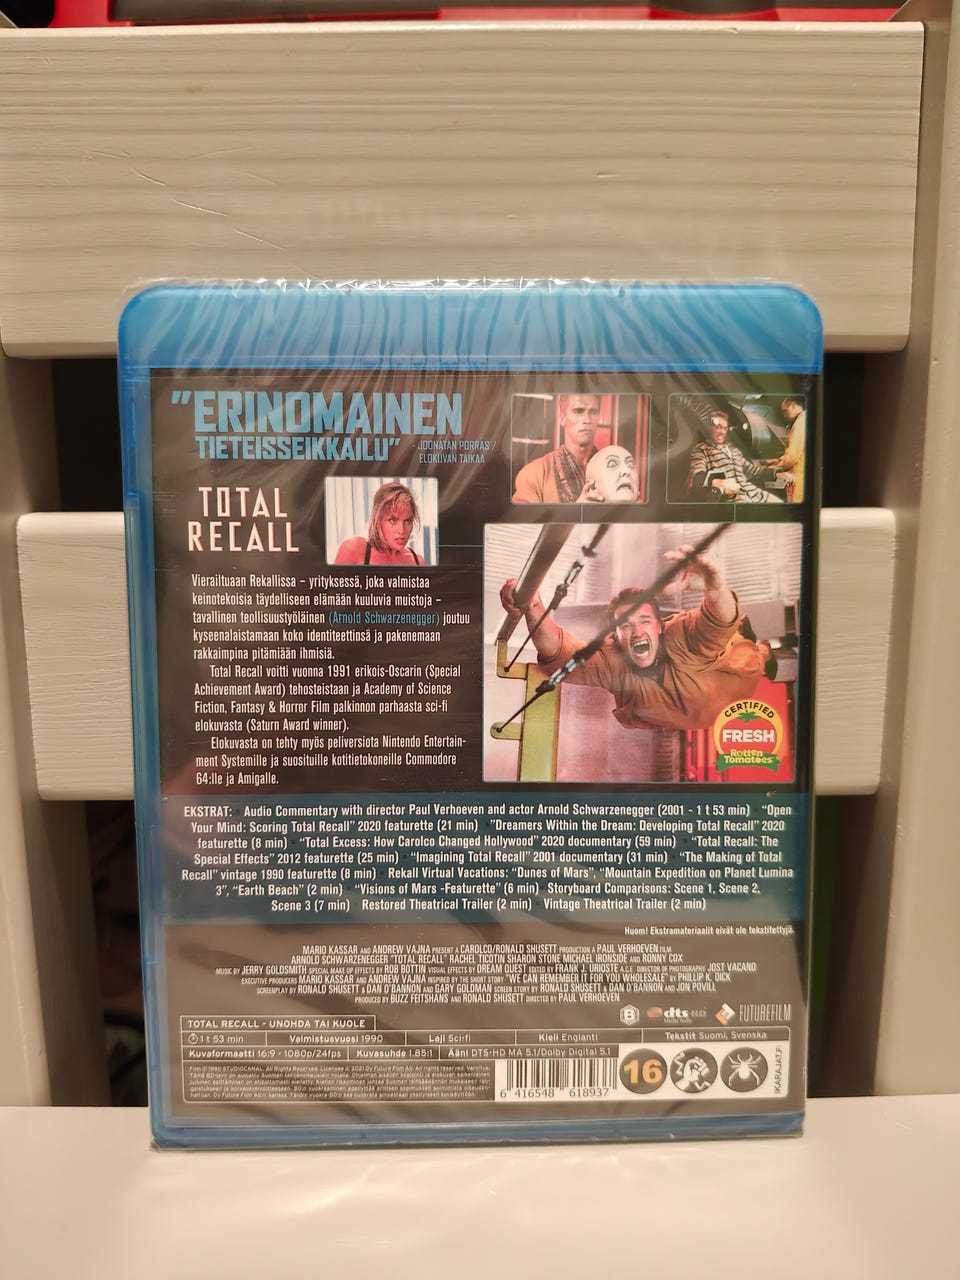 "ERINOMAINEN
TIETEISSEIKKAILU"
- JOONATAN PORRAS /
ELOKUVAN TAIKAA
TOTAL
RECALL
Vierailtuaan Rekallissa – yrityksessä, joka valmistaa
keinotekoisia täydelliseen elämään kuuluvia muistoja –
tavallinen teollisuustyöläinen (Arnold Schwarzenegger) joutuu
kyseenalaistamaan koko identiteettinsä ja pakenemaan
rakkaimpina pitämiään ihmisiä.
Total Recall voitti vuonna 1991 erikois-Oscarin (Special
Achievement Award) tehosteistaan ja Academy of Science
Fiction, Fantasy & Horror Film palkinnon parhaasta sci-fi
elokuvasta (Saturn Award winner).
Elokuvasta on tehty myös peliversiota Nintendo Entertain-
ment Systemille ja suosituille kotitietokoneille Commodore
64:lle ja Amigalle.
CERTIFIED
FRESH
Rotten
Tomatoes
EKSTRAT: Audio Commentary with director Paul Verhoeven and actor Arnold Schwarzenegger (2001 - 1 t 53 min) "Open
Your Mind: Scoring Total Recall" 2020 featurette (21 min) "Dreamers Within the Dream: Developing Total Recall" 2020
featurette (8 min) "Total Excess: How Carolco Changed Hollywood" 2020 documentary (59 min) "Total Recall: The
Special Effects" 2012 featurette (25 min) "Imagining Total Recall" 2001 documentary (31 min) "The Making of Total
Recall" vintage 1990 featurette (8 min) Rekall Virtual Vacations: "Dunes of Mars", "Mountain Expedition on Planet Lumina
3", "Earth Beach" (2 min) "Visions of Mars -Featurette" (6 min) Storyboard Comparisons: Scene 1, Scene 2,
Scene 3 (7 min) Restored Theatrical Trailer (2 min) Vintage Theatrical Trailer (2 min)
Huom! Ekstramateriaalit eivät ole tekstitettyjä.
MARIO KASSAR AND ANDREW VAJNA PRESENT A CAROLCO/RONALD SHUSETT PRODUCTION A PAUL VERHOEVEN FILM
ARNOLD SCHWARZENEGGER "TOTAL RECALL" RACHEL TICOTIN SHARON STONE MICHAEL IRONSIDE AND RONNY COX
MUSIC BY JERRY GOLDSMITH SPECIAL MAKE UP EFFECTS BY ROB BOTTIN VISUAL EFFECTS BY DREAM QUEST EDITED BY FRANK J. URIOSTE A.C.E. DIRECTOR OF PHOTOGRAPHY JOST VACANO
EXECUTIVE PRODUCERS MARIO KASSAR AND ANDREW VAJNA INSPIRED BY THE SHORT STORY "WE CAN REMEMBER IT FOR YOU WHOLESALE" BY PHILLIP K. DICK
SCREENPLAY BY RONALD SHUSETT & DAN O'BANNON AND GARY GOLDMAN SCREEN STORY BY RONALD SHUSETT & DAN O'BANNON AND JON POVILL
PRODUCED BY BUZZ FEITSHANS AND RONALD SHUSETT DIRECTED BY PAUL VERHOEVEN
B dts-HD Master Audio FUTUREFILM
TOTAL RECALL - UNOHDA TAI KUOLE
1 t 53 min Valmistusvuosi 1990 Laji Sci-fi Kieli Englanti Tekstit Suomi, Svenska
Kuvaformaatti 16:9 - 1080p/24fps Kuvasuhde 1.85:1 Ääni DTS-HD MA 5.1/Dolby Digital 5.1
Film © 1990 STUDIOCANAL. All Rights Reserved. Licensees © 2021 Oy Future Film Ab. All rights reserved.
6 416548 618937
16
IKARAJAT.FI